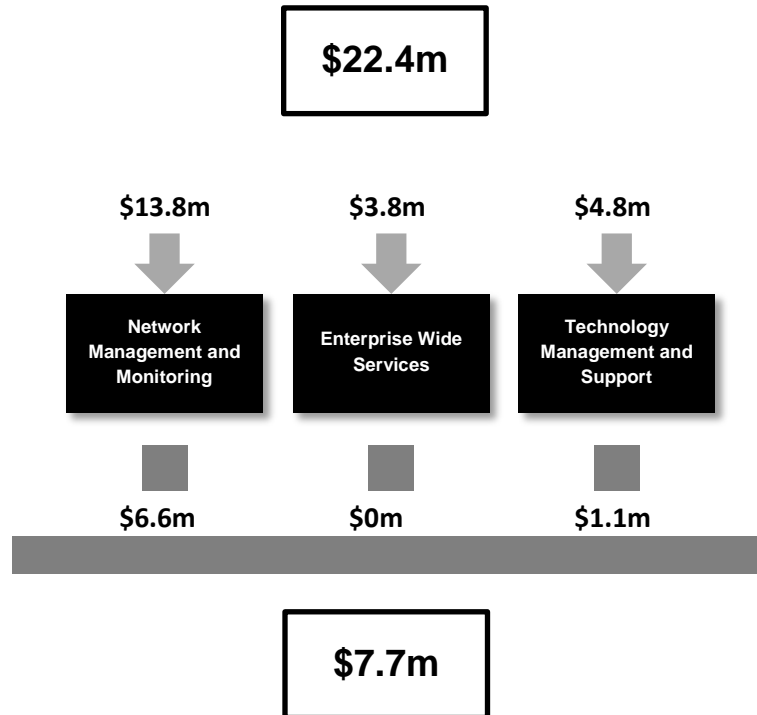 $22.4m
$13.8m $3.8m $4.8m
Network
Management and
Monitoring
Enterprise Wide
Services
Technology
Management and
Support
$6.6m $0m $1.1m
$7.7m